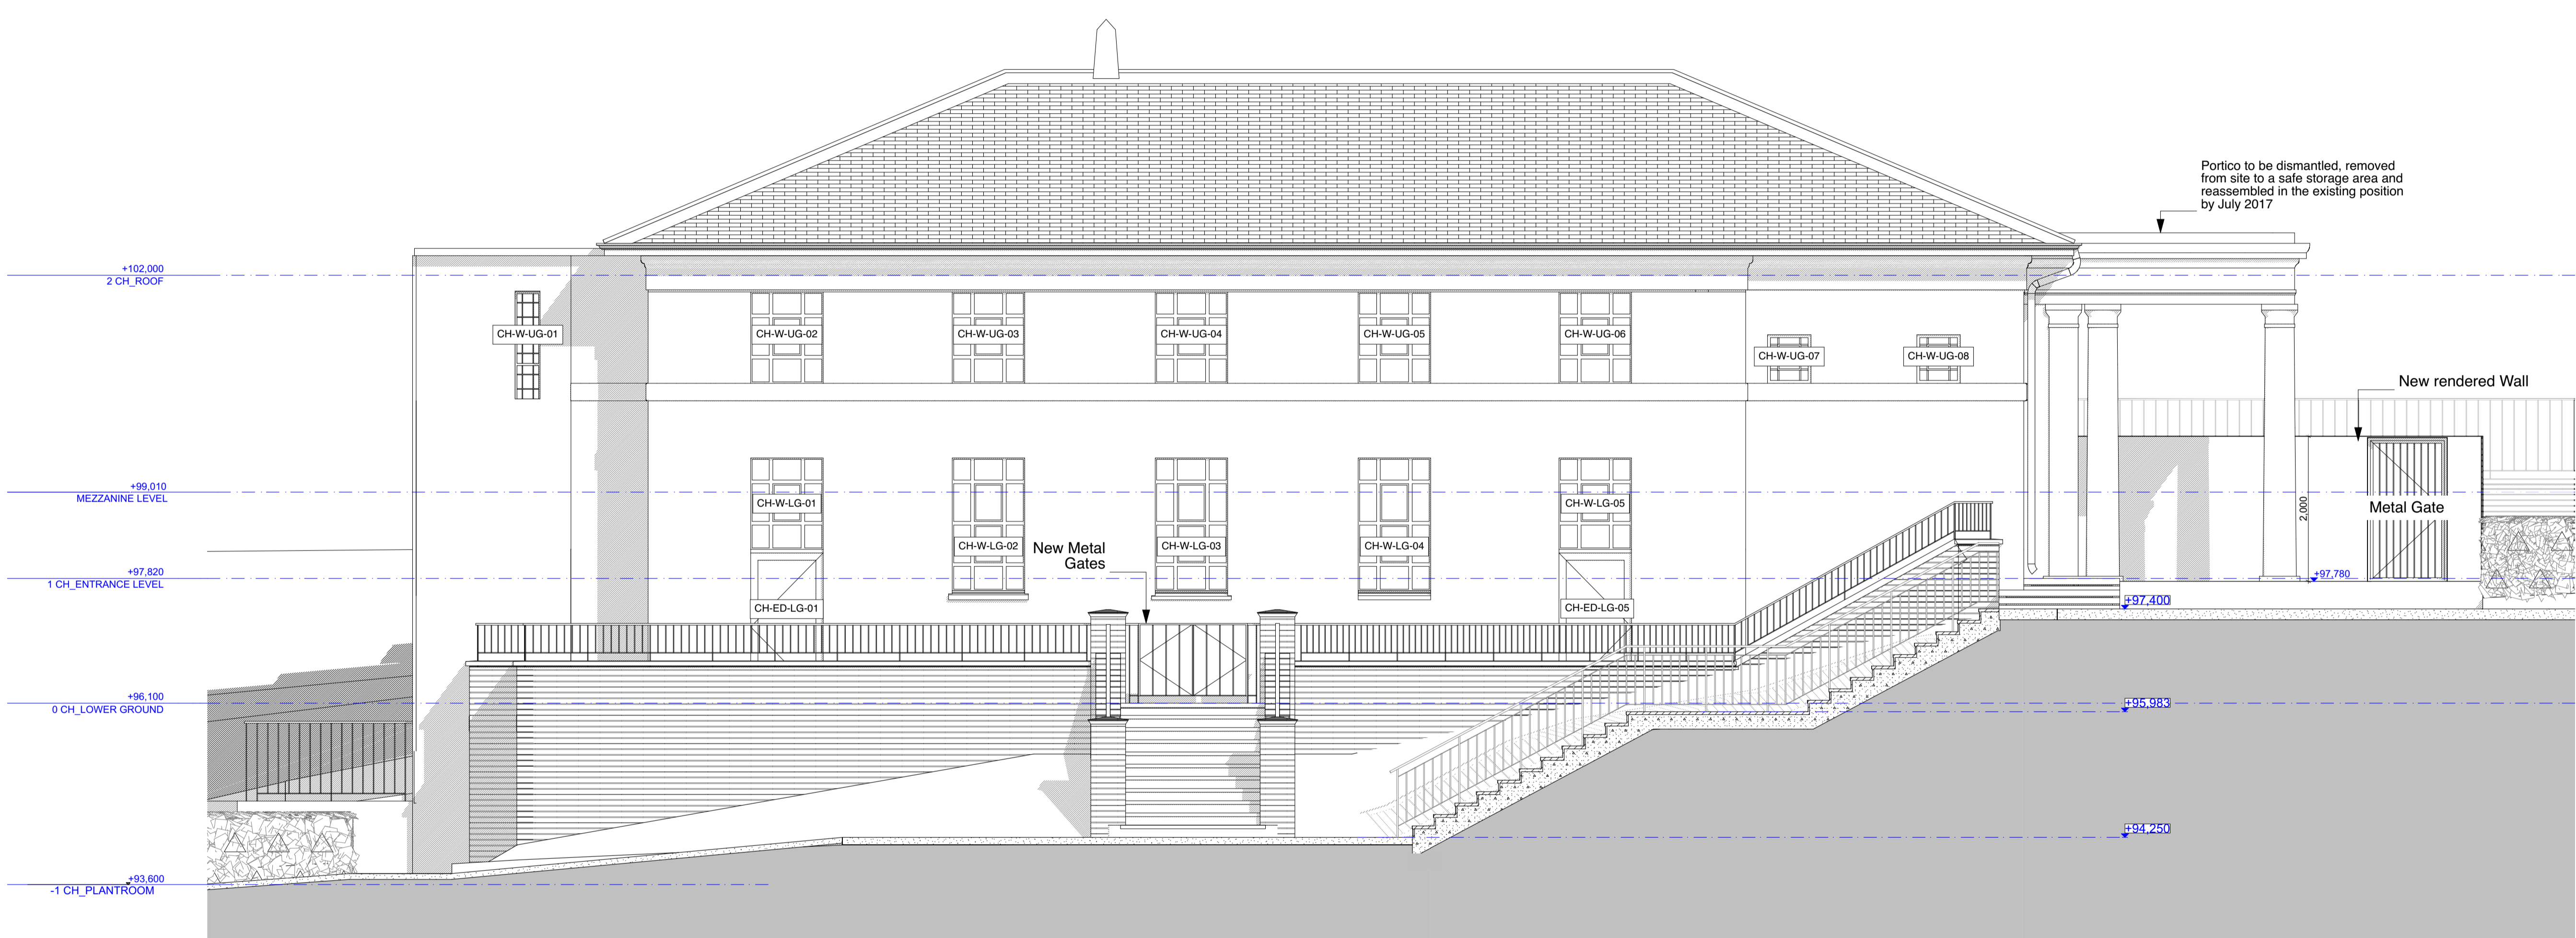 Portico to be dismantled, removed
from site to a safe storage area and
reassembled in the existing position
by July 2017
+102,000
2 CH_ROOF
CH-W-UG-01
CH-W-UG-02
CH-W-UG-03
CH-W-UG-04
CH-W-UG-05
CH-W-UG-06
CH-W-UG-07
CH-W-UG-08
New rendered Wall
+99,010
MEZZANINE LEVEL
CH-W-LG-01
CH-W-LG-05
2,000
Metal Gate
CH-W-LG-02
CH-W-LG-03
CH-W-LG-04
New Metal
Gates
+97,820
1 CH_ENTRANCE LEVEL
+97,780
CH-ED-LG-01
CH-ED-LG-05
+97,400
+96,100
0 CH_LOWER GROUND
+95,983
+94,250
+93,600
-1 CH_PLANTROOM